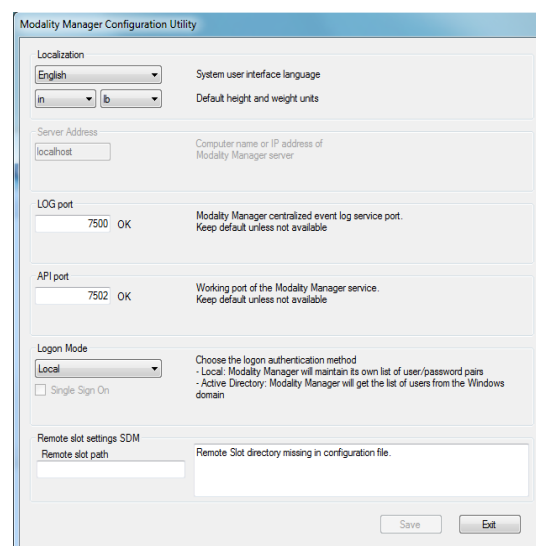 Modality Manager Configuration Utility
Localization
English
System user interface language
in
lb
Default height and weight units
Server Address
localhost
Computer name or IP address of
Modality Manager server
LOG port
7500
OK
Modality Manager centralized event log service port.
Keep default unless not available
API port
7502
OK
Working port of the Modality Manager service.
Keep default unless not available
Logon Mode
Local
Single Sign On
Choose the logon authentication method
- Local: Modality Manager will maintain its own list of user/password pairs
- Active Directory: Modality Manager will get the list of users from the Windows
domain
Remote slot settings SDM
Remote slot path
Remote Slot directory missing in configuration file.
Save
Exit